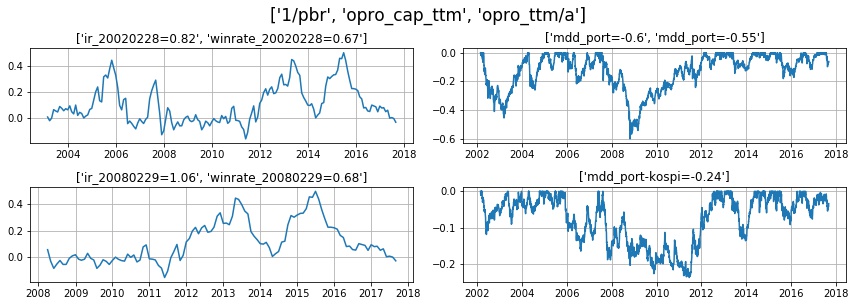 ['1/pbr', 'opro_cap_ttm', 'opro_ttm/a']
['ir_20020228=0.82', 'winrate_20020228=0.67']
0.4
0.2
0.0
2004 2006 2008 2010 2012 2014 2016 2018
['mdd_port=-0.6', 'mdd_port=-0.55']
0.0
−0.2
−0.4
−0.6
2002 2004 2006 2008 2010 2012 2014 2016 2018
['ir_20080229=1.06', 'winrate_20080229=0.68']
0.4
0.2
0.0
2008 2009 2010 2011 2012 2013 2014 2015 2016 2017 2018
['mdd_port-kospi=-0.24']
0.0
−0.1
−0.2
2002 2004 2006 2008 2010 2012 2014 2016 2018